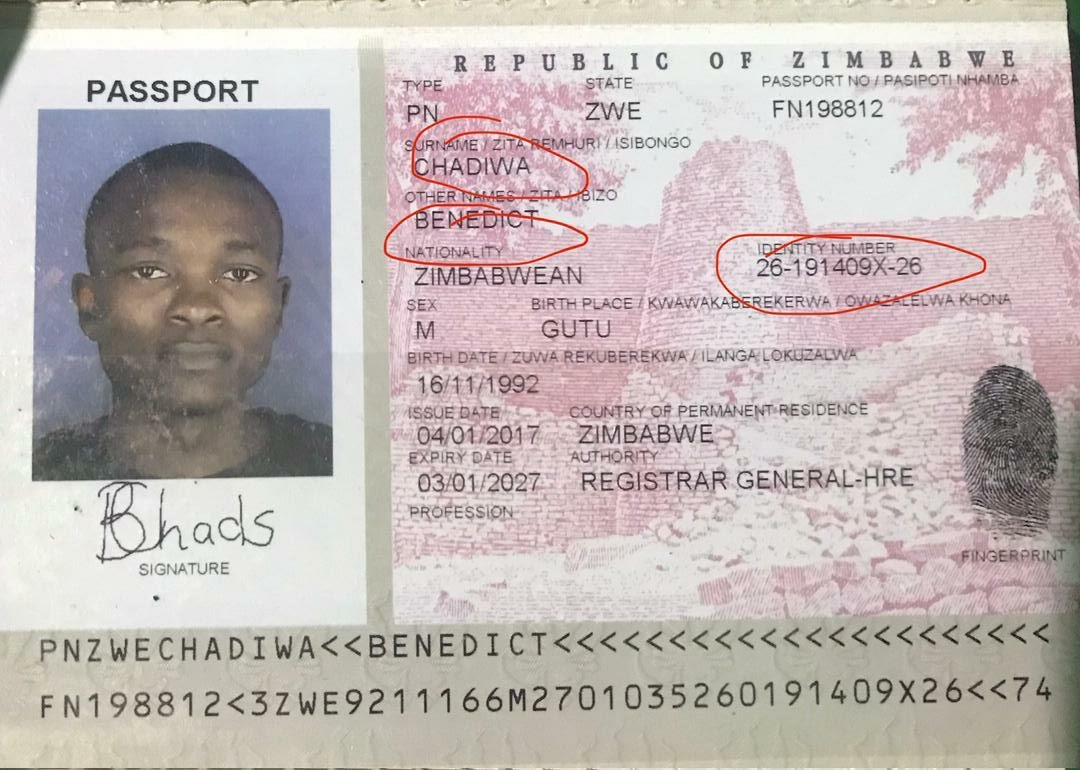 PASSPORT
REPUBLIC OF ZIMBABWE
TYPE STATE PASSPORT NO / PASIPOTI NHAMBA
PN ZWE FN198812
SURNAME / ZITA REMHURI / ISIBONGO
CHADIWA
OTHER NAMES / ZITA / IBIZO
BENEDICT
NATIONALITY IDENTITY NUMBER
ZIMBABWEAN 26-191409X-26
SEX BIRTH PLACE / KWAWAKABEREKERWA / OWAZALELWA KHONA
M GUTU
BIRTH DATE / ZUWA REKUBEREKWA / ILANGA LOKUZALWA
16/11/1992
ISSUE DATE COUNTRY OF PERMANENT RESIDENCE
04/01/2017 ZIMBABWE
EXPIRY DATE AUTHORITY
03/01/2027 REGISTRAR GENERAL-HRE
PROFESSION
BChads
SIGNATURE
FINGERPRINT
PNZWECHADIWA<<BENEDICT<<<<<<<<<<<<<<<<<<<<<<
FN198812<3ZWE9211166M2701035260191409X26<<74